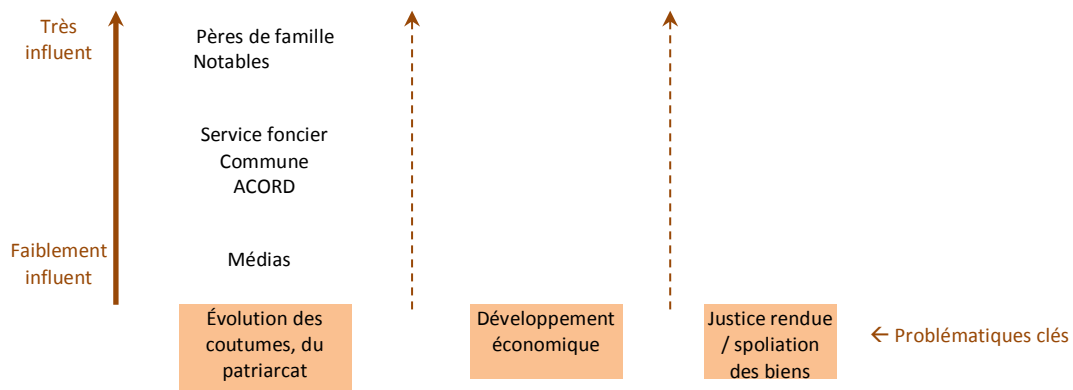 Très
influent
Pères de famille
Notables
Service foncier
Commune
ACORD
Faiblement
influent
Médias
Évolution des
coutumes, du
patriarcat
Développement
économique
Justice rendue
/ spoliation
des biens
← Problématiques clés